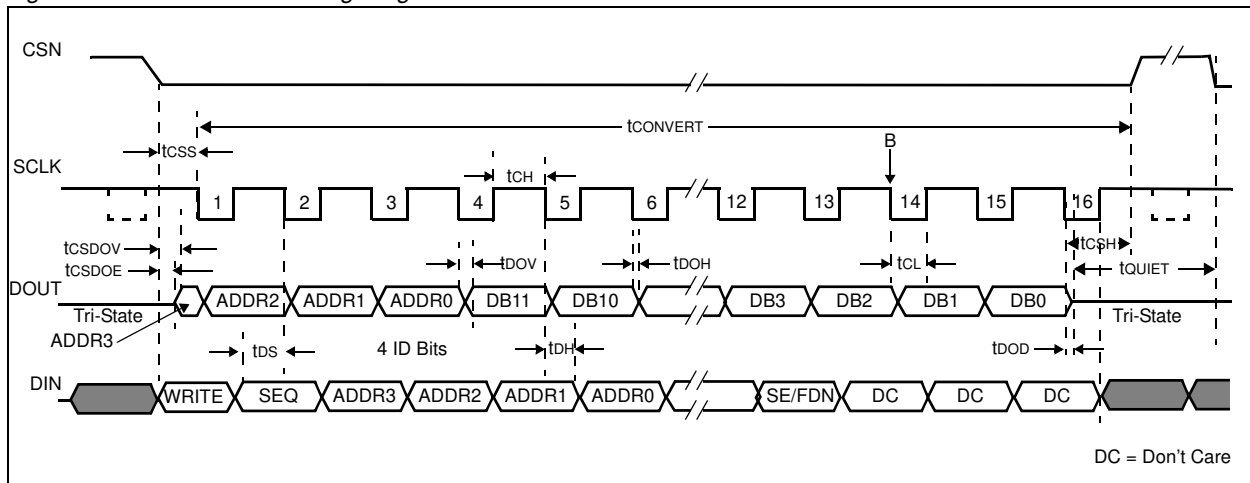 CSN
tCONVERT
tCSS
B
SCLK
tCH
1 2 3 4 5 6 12 13 14 15 16
tCSH
tCSDOV
tCSDOE
tDOV
tDOH
tCL
tQUIET
DOUT
ADDR2 ADDR1 ADDR0 DB11 DB10 DB3 DB2 DB1 DB0
Tri-State
Tri-State
ADDR3
tDS
4 ID Bits
tDH
tDOD
DIN
WRITE SEQ ADDR3 ADDR2 ADDR1 ADDR0 SE/FDN DC DC DC
DC = Don't Care